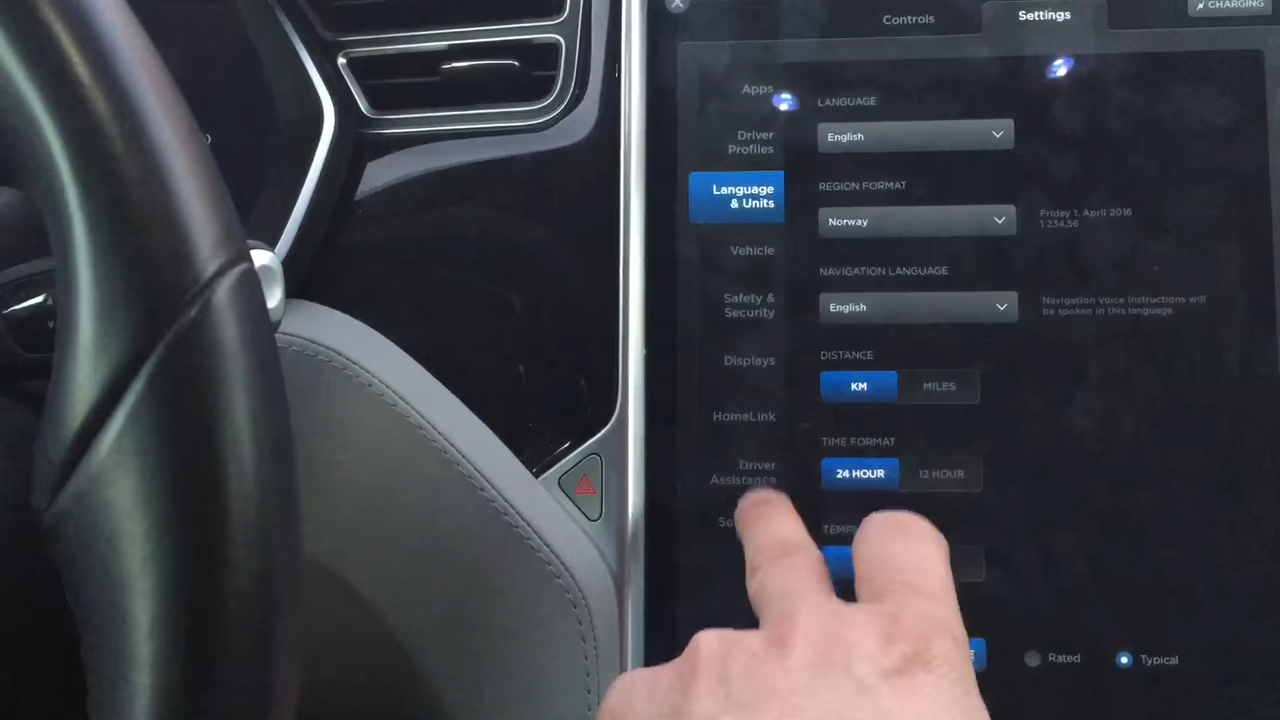 Controls
Settings
CHARGING
Apps
Driver
Profiles
Language
& Units
Vehicle
Safety &
Security
Displays
HomeLink
Driver
Assistance
LANGUAGE
English
REGION FORMAT
Norway
Friday 1. April 2016
1 234,56
NAVIGATION LANGUAGE
English
Navigation voice instructions will
be spoken in this language.
DISTANCE
KM
MILES
TIME FORMAT
24 HOUR
12 HOUR
Rated
Typical